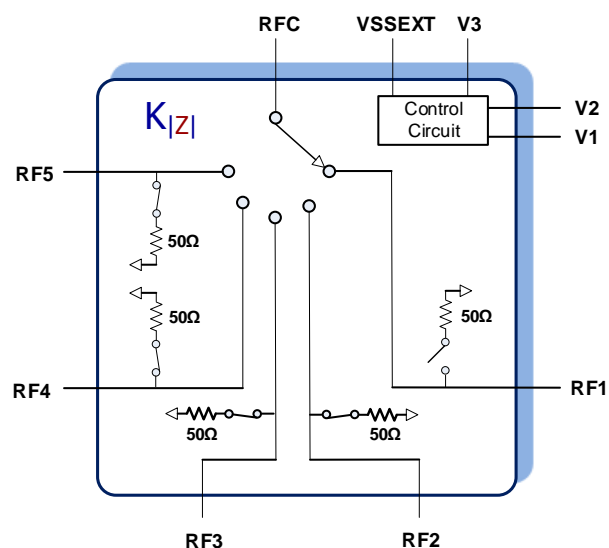 RFC VSSEXT V3
K|Z|
Control
Circuit
V2
V1
RF5
50Ω
50Ω
50Ω
RF4
RF1
50Ω
50Ω
RF3
RF2